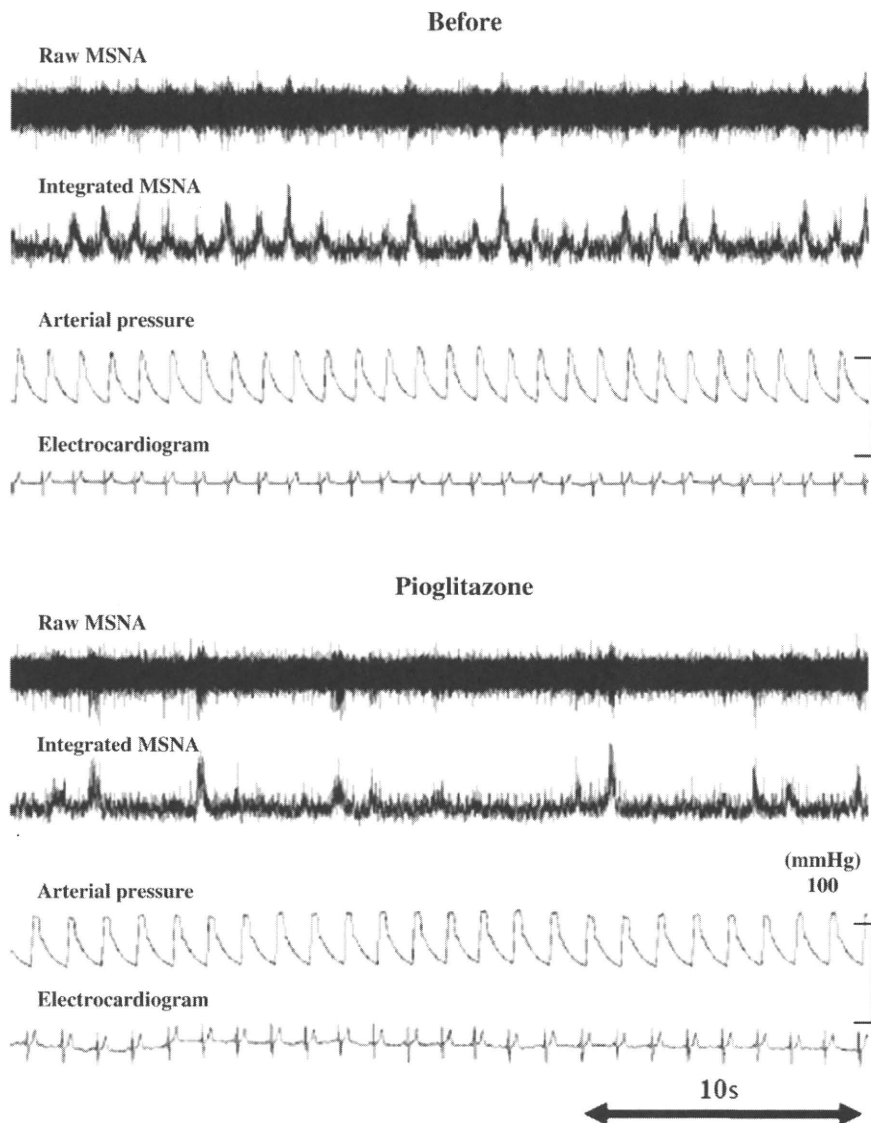 Before
Raw MSNA
Integrated MSNA
Arterial pressure
Electrocardiogram
Pioglitazone
Raw MSNA
Integrated MSNA
(mmHg)
100
Arterial pressure
Electrocardiogram
10s